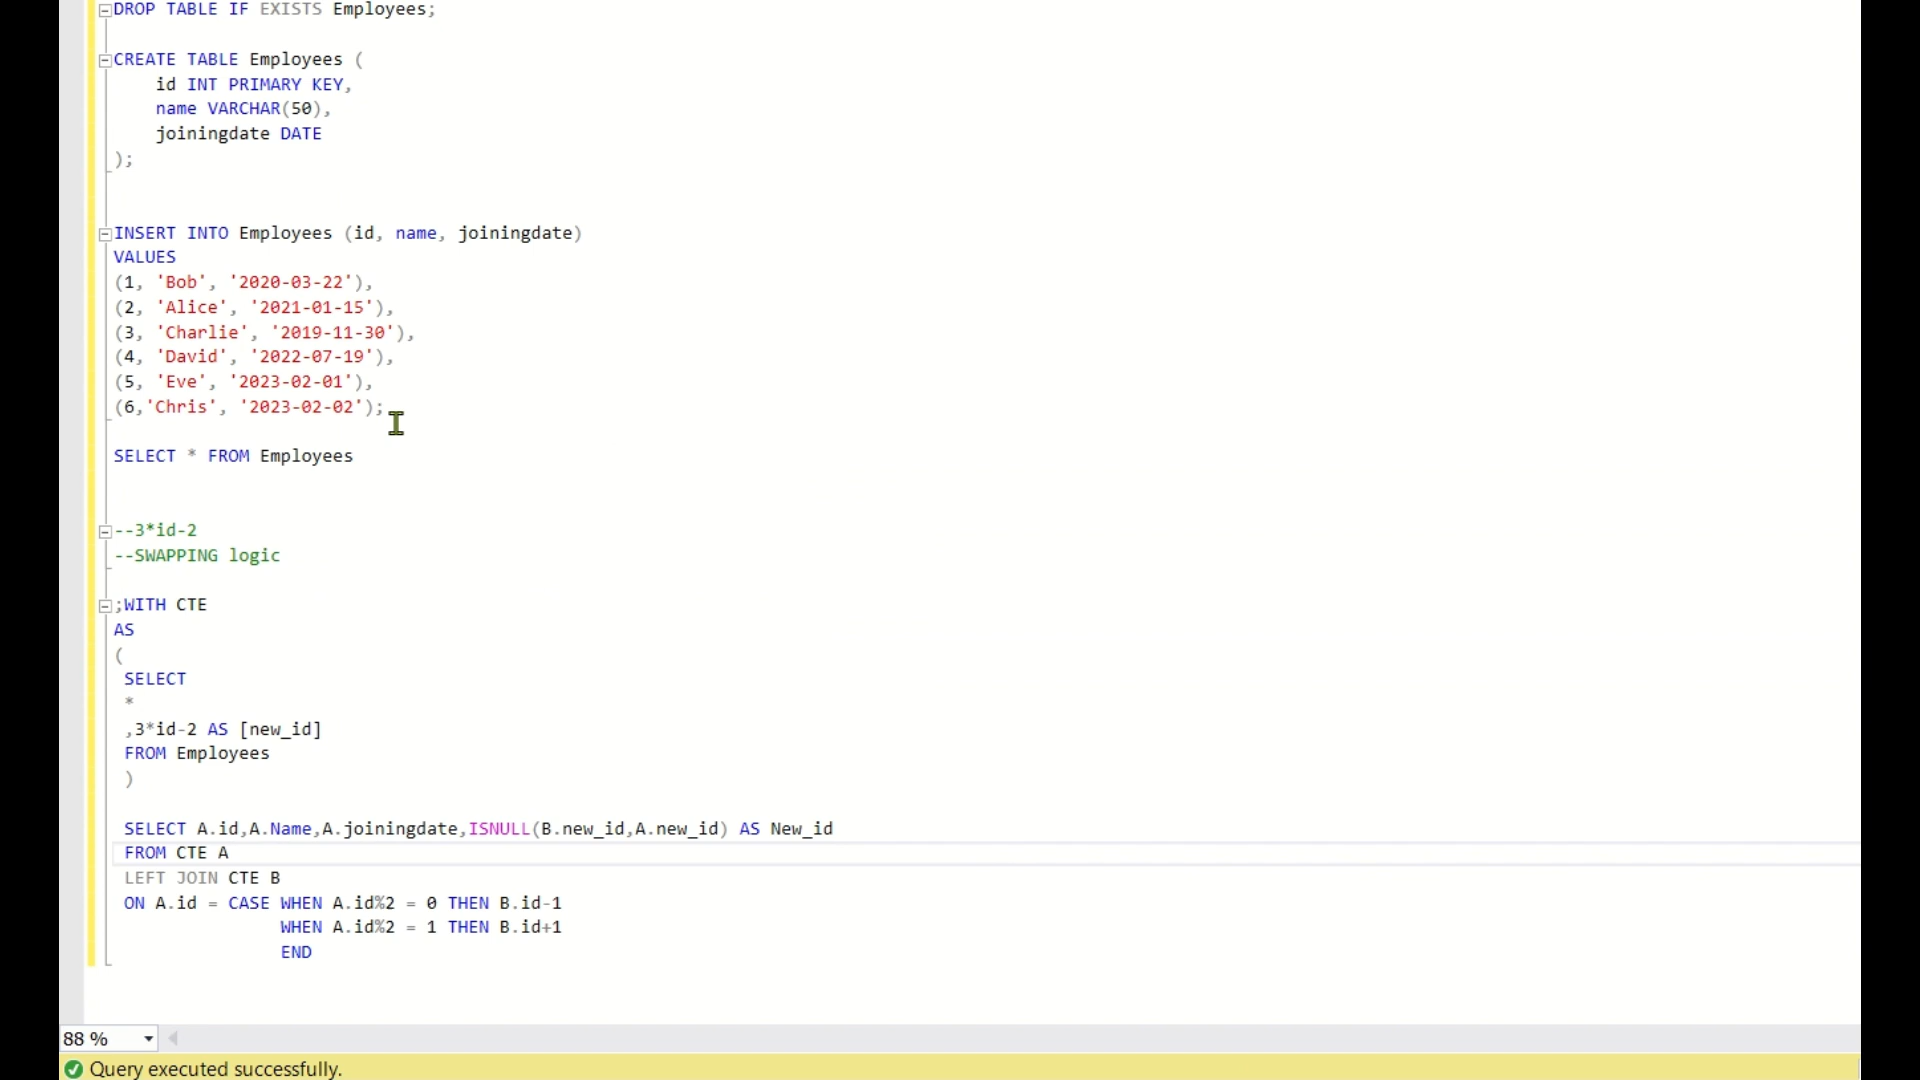 DROP TABLE IF EXISTS Employees;
CREATE TABLE Employees (
    id INT PRIMARY KEY,
    name VARCHAR(50),
    joiningdate DATE
);
INSERT INTO Employees (id, name, joiningdate)
VALUES
(1, 'Bob', '2020-03-22'),
(2, 'Alice', '2021-01-15'),
(3, 'Charlie', '2019-11-30'),
(4, 'David', '2022-07-19'),
(5, 'Eve', '2023-02-01'),
(6,'Chris', '2023-02-02');
SELECT * FROM Employees
--3*id-2
--SWAPPING logic
;WITH CTE
AS
(
 SELECT
 *
 ,3*id-2 AS [new_id]
 FROM Employees
 )
 SELECT A.id,A.Name,A.joiningdate,ISNULL(B.new_id,A.new_id) AS New_id
 FROM CTE A
 LEFT JOIN CTE B
 ON A.id = CASE WHEN A.id%2 = 0 THEN B.id-1
                WHEN A.id%2 = 1 THEN B.id+1
                END
88 %
Query executed successfully.